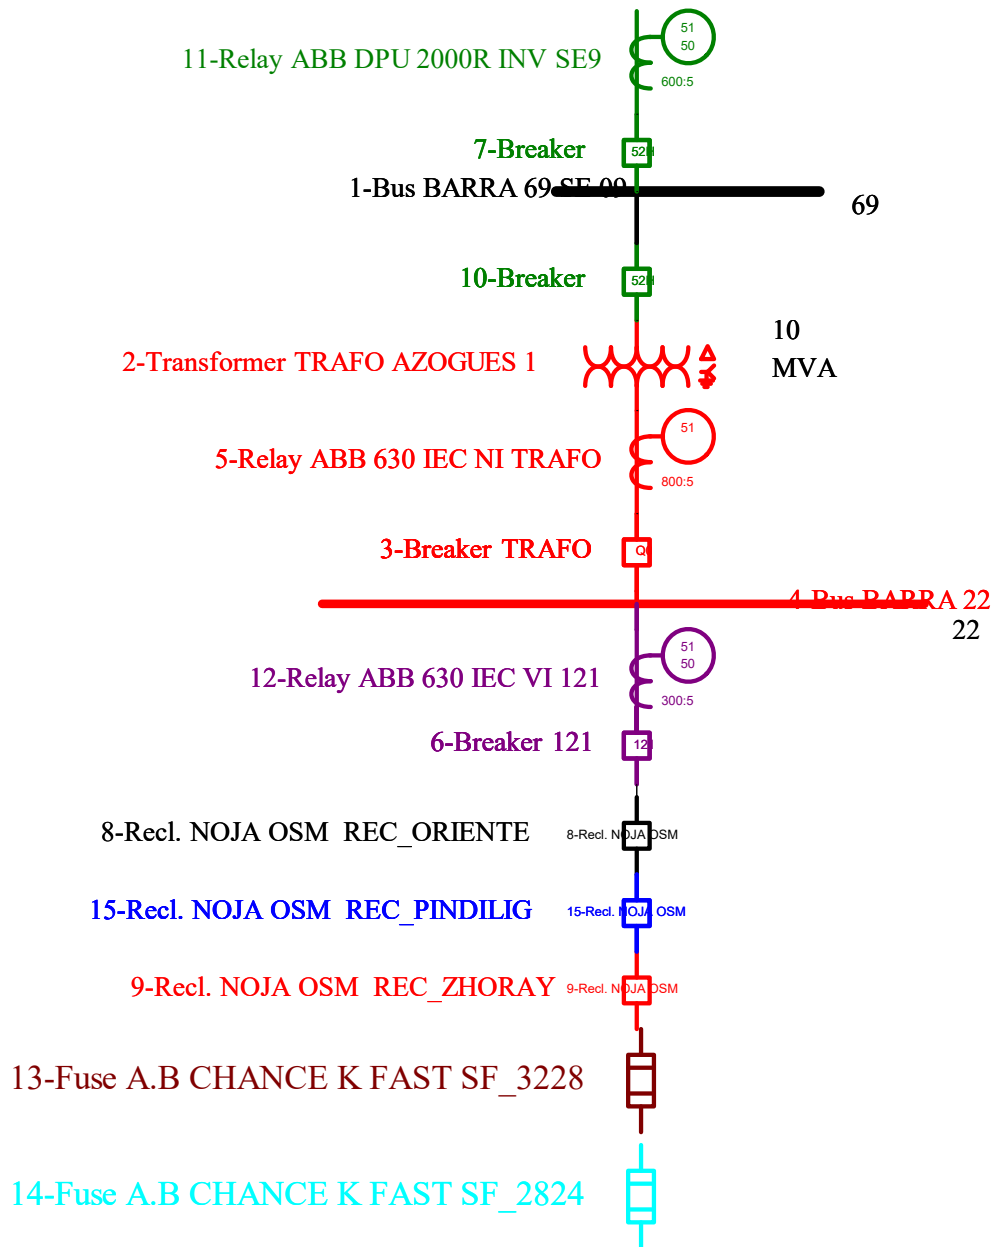 51
50
11-Relay ABB DPU 2000R INV SE9
600:5
7-Breaker
52H
1-Bus BARRA 69 SE 09
69
10-Breaker
52H
10
MVA
2-Transformer TRAFO AZOGUES 1
51
5-Relay ABB 630 IEC NI TRAFO
800:5
3-Breaker TRAFO
4-Bus BARRA 22
22
51
50
12-Relay ABB 630 IEC VI 121
300:5
6-Breaker 121
121
8-Recl. NOJA OSM REC_ORIENTE
8-Recl. NOJA OSM
15-Recl. NOJA OSM REC_PINDILIG
15-Recl. NOJA OSM
9-Recl. NOJA OSM REC_ZHORAY
9-Recl. NOJA OSM
13-Fuse A.B CHANCE K FAST SF_3228
14-Fuse A.B CHANCE K FAST SF_2824